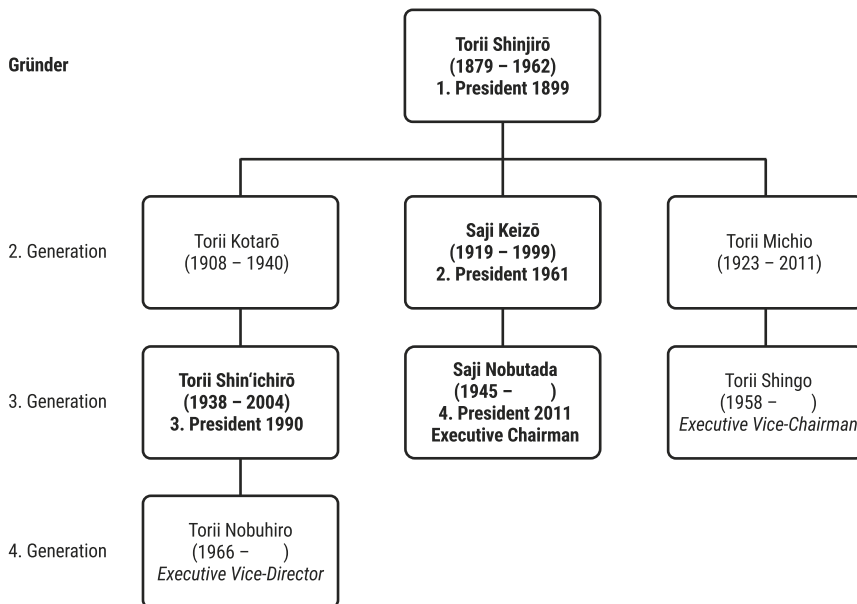 Gründer
Torii Shinjirō
(1879 – 1962)
1. President 1899
2. Generation
Torii Kotarō
(1908 – 1940)
Saji Keizō
(1919 – 1999)
2. President 1961
Torii Michio
(1923 – 2011)
3. Generation
Torii Shin‘ichirō
(1938 – 2004)
3. President 1990
Saji Nobutada
(1945 – )
4. President 2011
Executive Chairman
Torii Shingo
(1958 – )
Executive Vice-Chairman
4. Generation
Torii Nobuhiro
(1966 – )
Executive Vice-Director